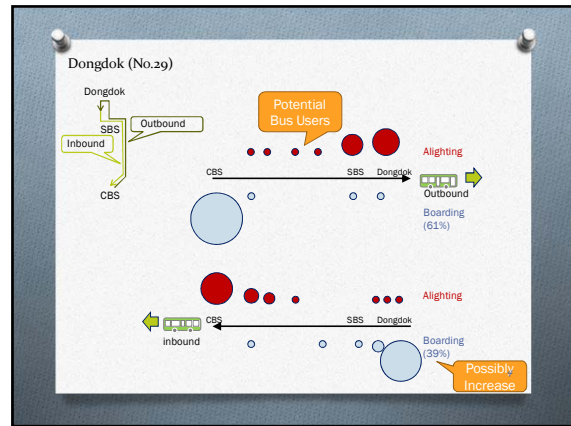 Dongdok (No.29)
Dongdok
SBS
Outbound
Inbound
CBS
Potential
Bus Users
Alighting
CBS
SBS
Dongdok
Outbound
Boarding
(61%)
Alighting
CBS
SBS
Dongdok
inbound
Boarding
(39%)
Possibly
Increase